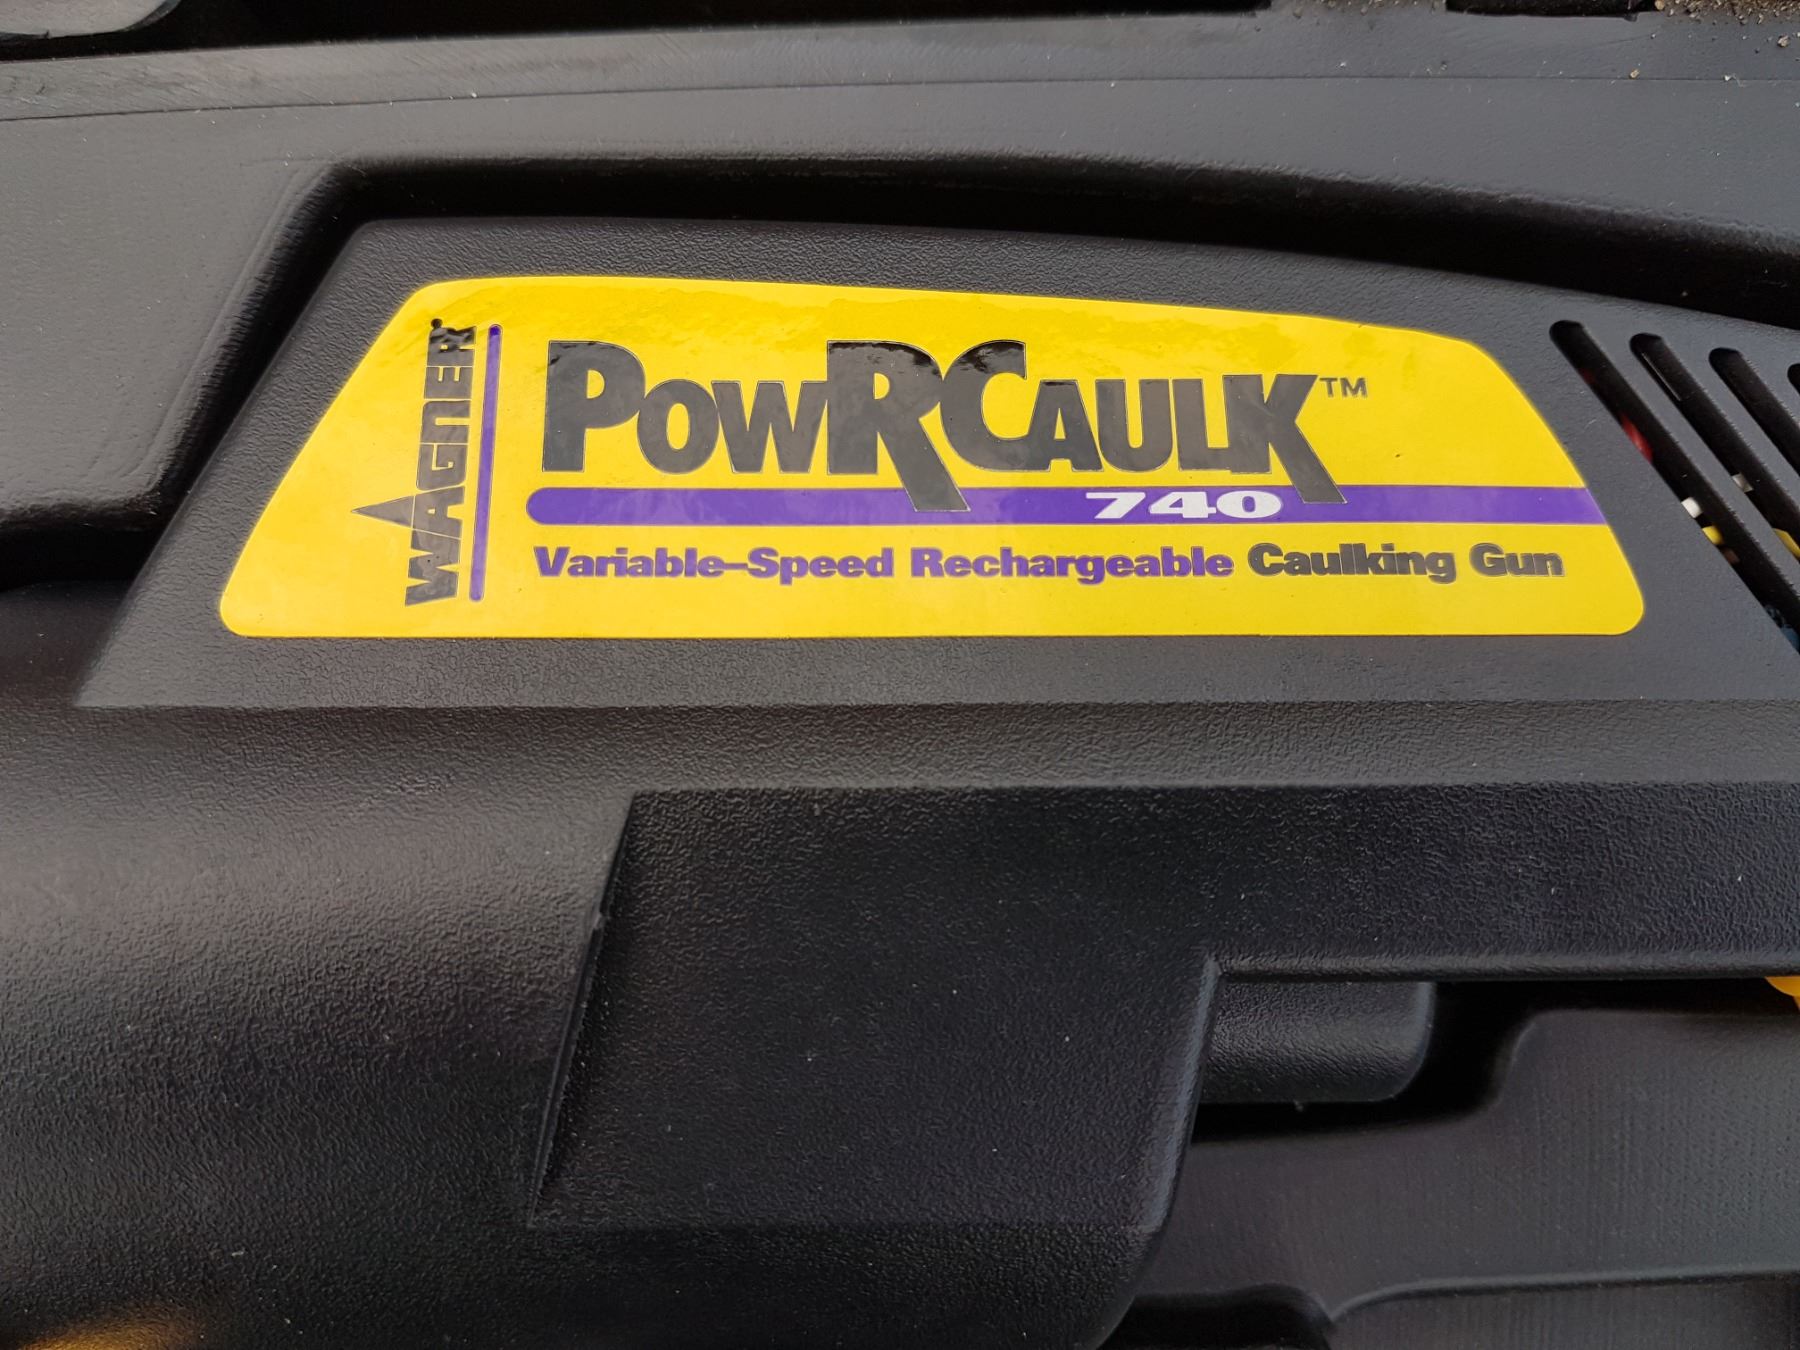 WAGNER®
POWRCAULK™
740
Variable-Speed Rechargeable Caulking Gun